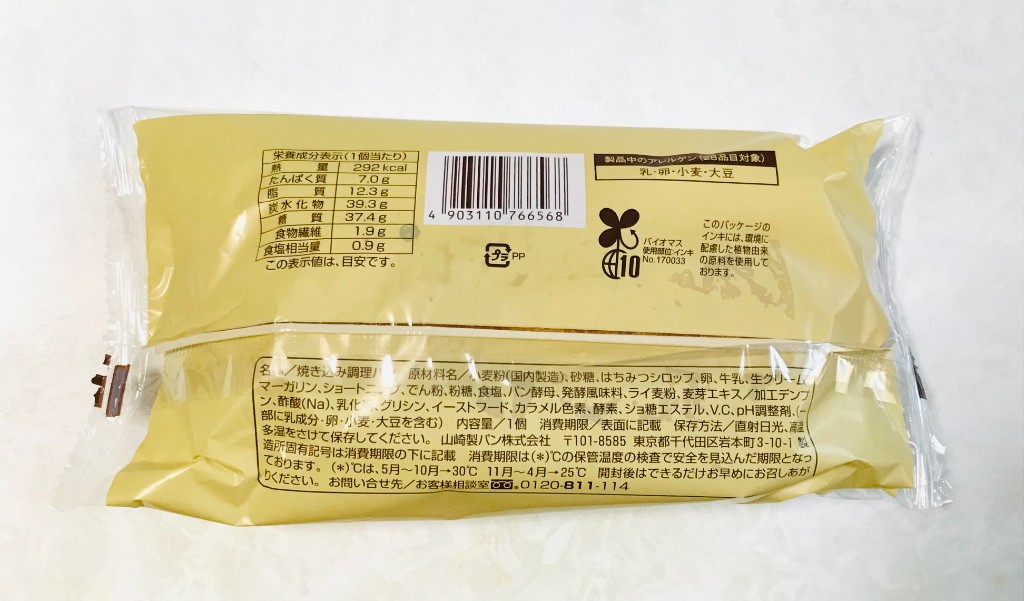 栄養成分表示(1個当たり)
熱量 292 kcal
たんぱく質 7.0g
脂質 12.3g
炭水化物 39.3g
糖質 37.4g
食物繊維 1.9g
食塩相当量 0.9g
この表示値は、目安です。
4 903110 766568
プラ PP
製品中のアレルゲン(28品目対象)
乳・卵・小麦・大豆
10
バイオマス
使用部位:インキ
No.170033
このパッケージの
インキには、環境に
配慮した植物由来
の原料を使用して
おります。
名 /焼き込み調理パン 原材料名/小麦粉(国内製造)、砂糖、はちみつシロップ、卵、牛乳、生クリーム、
マーガリン、ショートニング、でん粉、粉糖、食塩、パン酵母、発酵風味料、ライ麦粉、麦芽エキス/加工デンプ
ン、酢酸(Na)、乳化剤、グリシン、イーストフード、カラメル色素、酵素、ショ糖エステル、V.C、pH調整剤、(一
部に乳成分・卵・小麦・大豆を含む) 内容量/1個 消費期限/表面に記載 保存方法/直射日光、高温
多湿をさけて保存してください。 山崎製パン株式会社 〒101-8585 東京都千代田区岩本町3-10-1 製
造所固有記号は消費期限の下に記載 消費期限は(*)℃の保管温度の検査で安全を見込んだ期限となっ
ております。(*)℃は、5月〜10月→30℃ 11月〜4月→25℃ 開封後はできるだけお早めにお召しあが
りください。 お問い合せ先/お客様相談室 0120-811-114